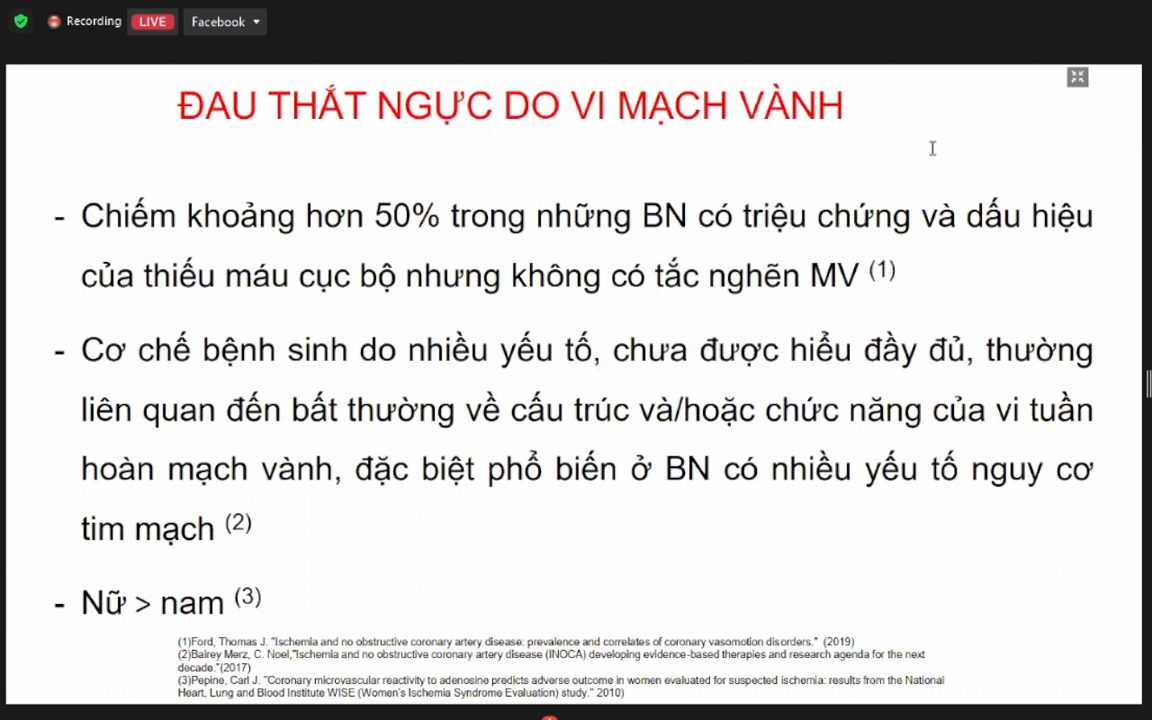 Recording LIVE Facebook
ĐAU THẮT NGỰC DO VI MẠCH VÀNH
- Chiếm khoảng hơn 50% trong những BN có triệu chứng và dấu hiệu
của thiếu máu cục bộ nhưng không có tắc nghẽn MV (1)
- Cơ chế bệnh sinh do nhiều yếu tố, chưa được hiểu đầy đủ, thường
liên quan đến bất thường về cấu trúc và/hoặc chức năng của vi tuần
hoàn mạch vành, đặc biệt phổ biến ở BN có nhiều yếu tố nguy cơ
tim mạch (2)
- Nữ > nam (3)
(1)Ford, Thomas J. "Ischemia and no obstructive coronary artery disease: prevalence and correlates of coronary vasomotion disorders." (2019)
(2)Bairey Merz, C. Noel,"Ischemia and no obstructive coronary artery disease (INOCA) developing evidence-based therapies and research agenda for the next
decade."(2017)
(3)Pepine, Carl J. "Coronary microvascular reactivity to adenosine predicts adverse outcome in women evaluated for suspected ischemia: results from the National
Heart, Lung and Blood Institute WISE (Women's Ischemia Syndrome Evaluation) study." 2010)